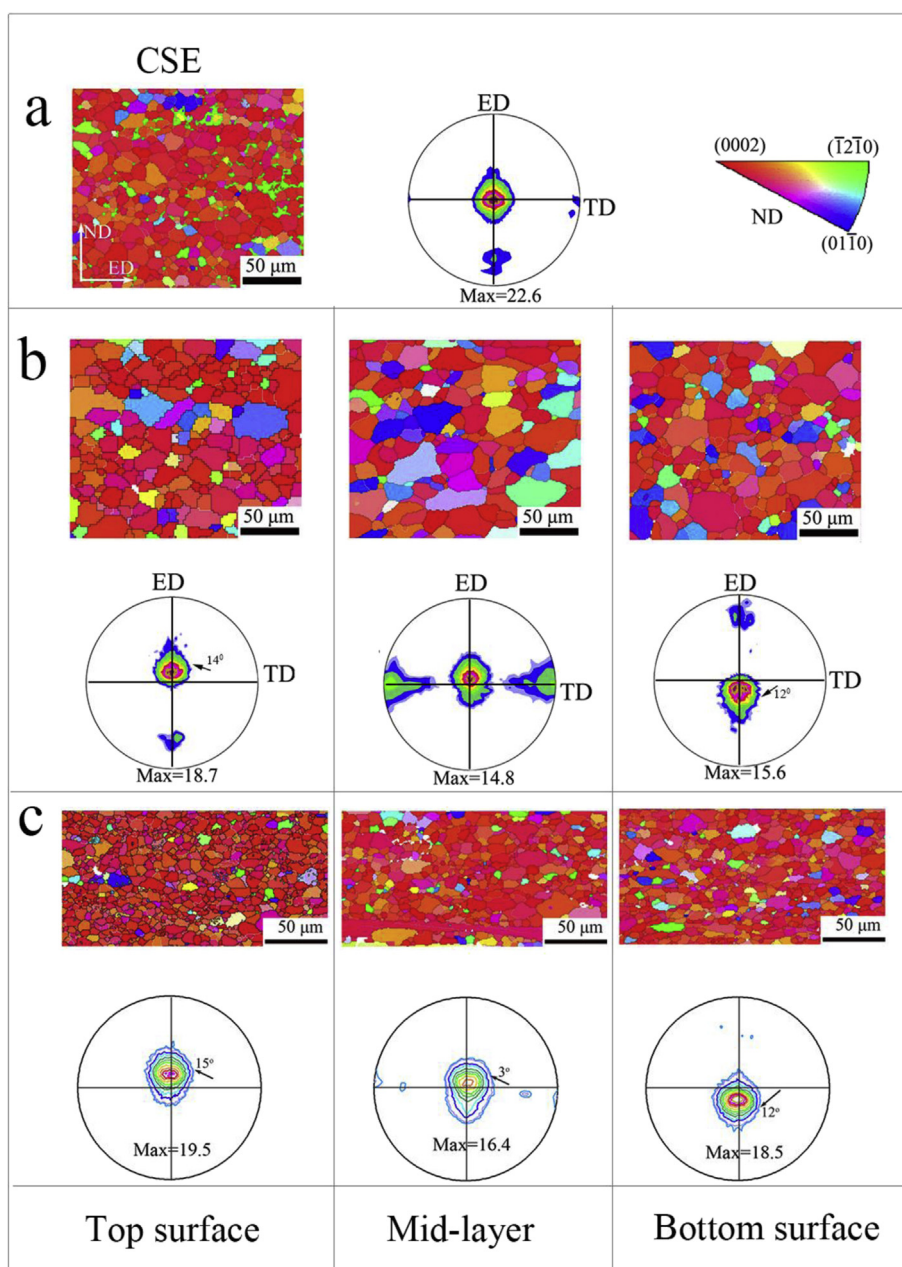 CSE
a
ND
ED
50 μm
ED
TD
Max=22.6
(0002)
(1̅21̅0)
ND
(011̅0)
b
50 μm
50 μm
50 μm
ED
14⁰
TD
Max=18.7
ED
TD
Max=14.8
ED
TD
12⁰
Max=15.6
c
50 μm
50 μm
50 μm
15°
Max=19.5
3°
Max=16.4
12°
Max=18.5
Top surface
Mid-layer
Bottom surface